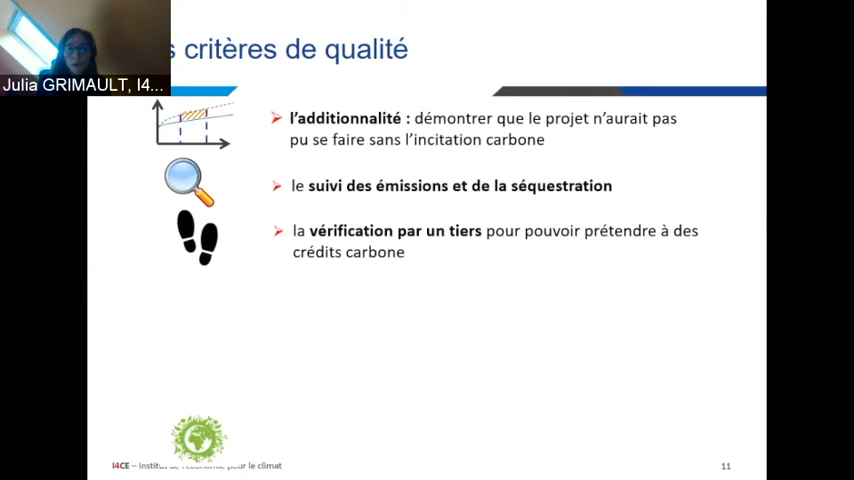 critères de qualité
Julia GRIMAULT, I4...
l'additionnalité : démontrer que le projet n'aurait pas
pu se faire sans l'incitation carbone
le suivi des émissions et de la séquestration
la vérification par un tiers pour pouvoir prétendre à des
crédits carbone
I4CE – Institut de l'économie pour le climat
11